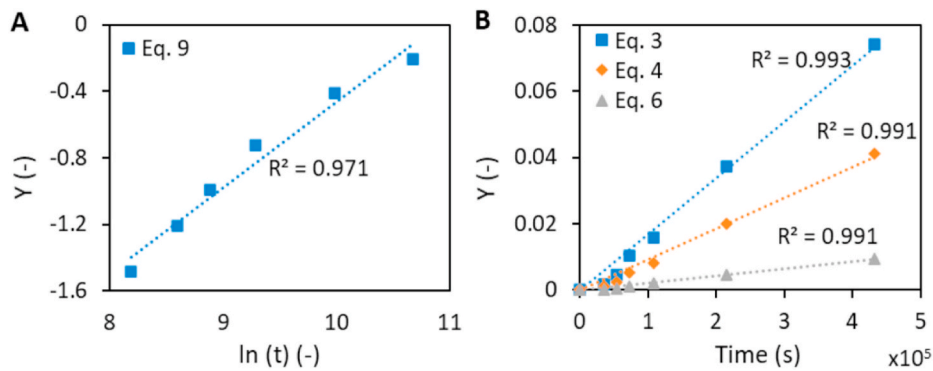 A
Eq. 9
0
-0.4
-0.8
-1.2
-1.6
Y (-)
R² = 0.971
8
9
10
11
ln (t) (-)
B
Eq. 3
Eq. 4
Eq. 6
0.08
0.06
0.04
0.02
0
Y (-)
R² = 0.993
R² = 0.991
R² = 0.991
0
1
2
3
4
5
Time (s)
x10⁵